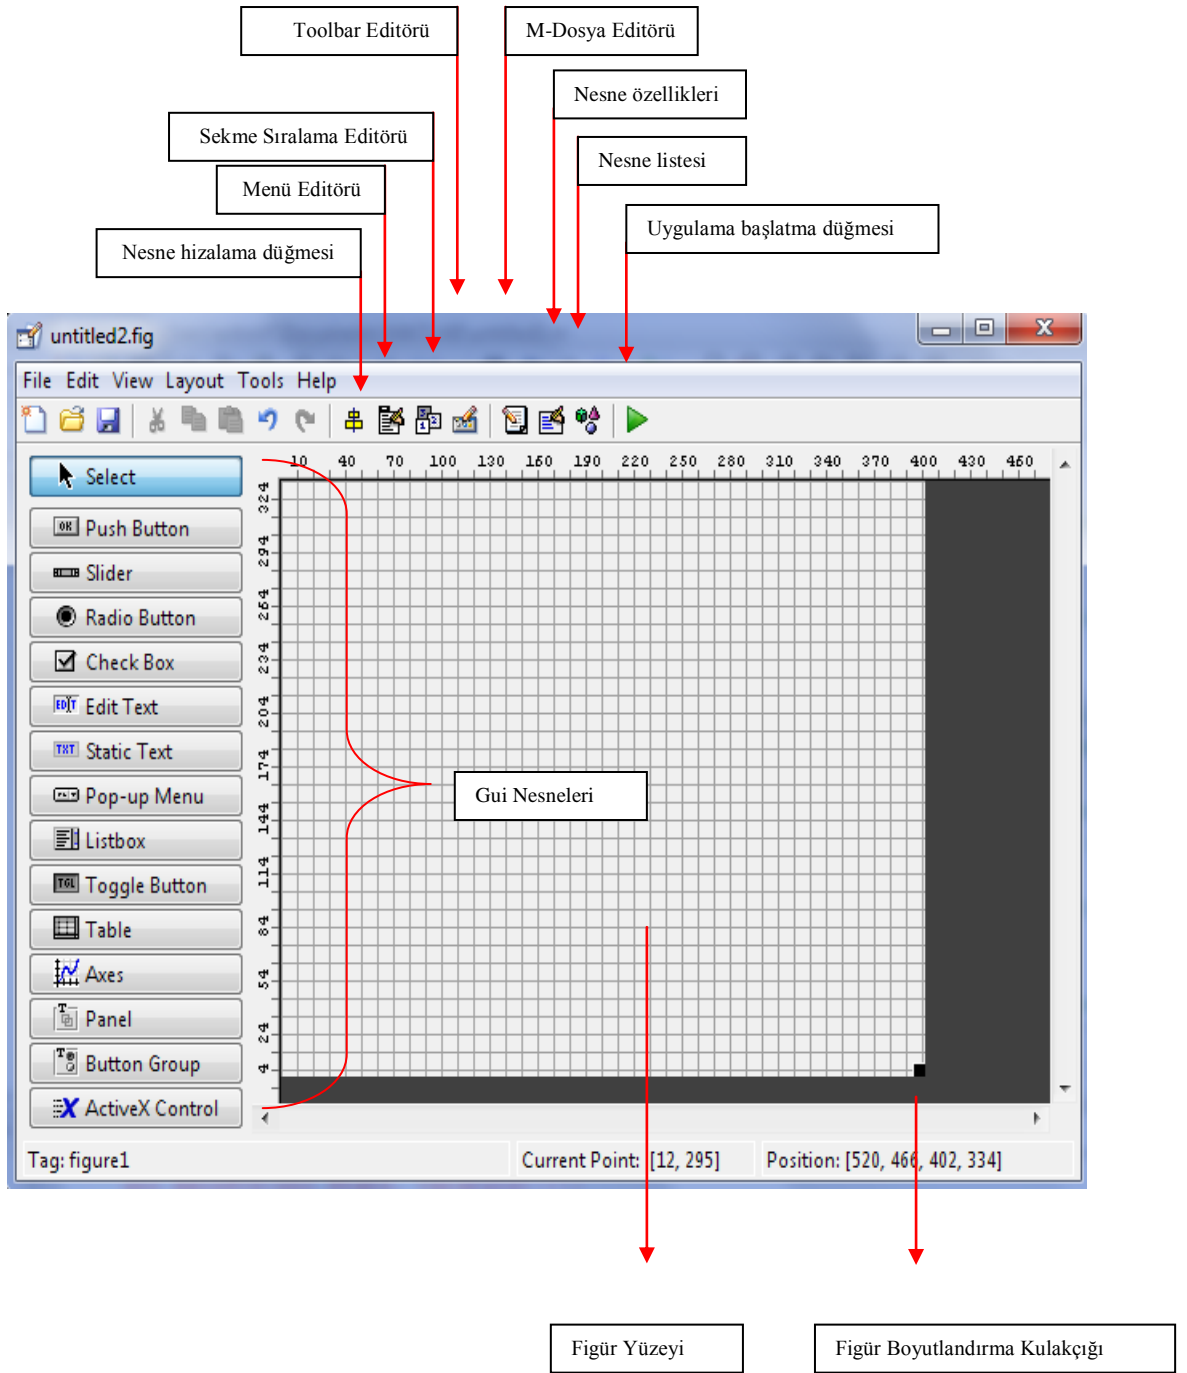 Toolbar Editörü
M-Dosya Editörü
Nesne özellikleri
Sekme Sıralama Editörü
Nesne listesi
Menü Editörü
Uygulama başlatma düğmesi
Nesne hizalama düğmesi
untitled2.fig
File Edit View Layout Tools Help
10 40 70 100 130 160 190 220 250 280 310 340 370 400 430 460
Select
324
Push Button
294
Slider
264
Radio Button
234
Check Box
204
Edit Text
174
Static Text
144
Pop-up Menu
Gui Nesneleri
114
Listbox
84
Toggle Button
54
Table
24
Axes
4
Panel
Button Group
ActiveX Control
Tag: figure1
Current Point: [12, 295]
Position: [520, 466, 402, 334]
Figür Yüzeyi
Figür Boyutlandırma Kulakçığı